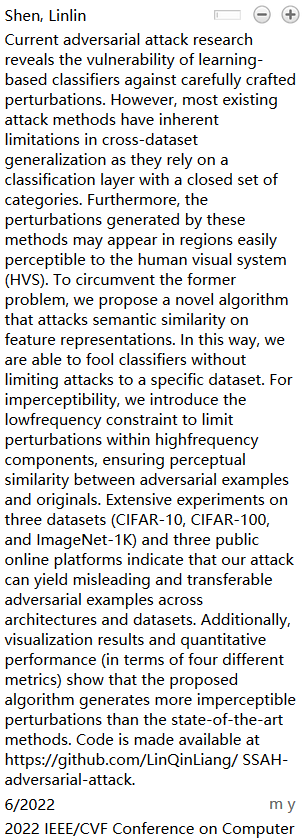 Shen, Linlin
Current adversarial attack research
reveals the vulnerability of learning-
based classifiers against carefully crafted
perturbations. However, most existing
attack methods have inherent
limitations in cross-dataset
generalization as they rely on a
classification layer with a closed set of
categories. Furthermore, the
perturbations generated by these
methods may appear in regions easily
perceptible to the human visual system
(HVS). To circumvent the former
problem, we propose a novel algorithm
that attacks semantic similarity on
feature representations. In this way, we
are able to fool classifiers without
limiting attacks to a specific dataset. For
imperceptibility, we introduce the
lowfrequency constraint to limit
perturbations within highfrequency
components, ensuring perceptual
similarity between adversarial examples
and originals. Extensive experiments on
three datasets (CIFAR-10, CIFAR-100,
and ImageNet-1K) and three public
online platforms indicate that our attack
can yield misleading and transferable
adversarial examples across
architectures and datasets. Additionally,
visualization results and quantitative
performance (in terms of four different
metrics) show that the proposed
algorithm generates more imperceptible
perturbations than the state-of-the-art
methods. Code is made available at
https://github.com/LinQinLiang/ SSAH-
adversarial-attack.
6/2022 m y
2022 IEEE/CVF Conference on Computer